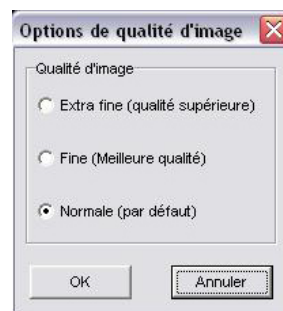 Options de qualité d'image
Qualité d'image
Extra fine (qualité supérieure)
Fine (Meilleure qualité)
Normale (par défaut)
OK
Annuler